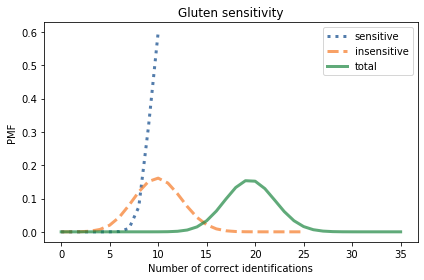 Gluten sensitivity
sensitive
insensitive
total
PMF
0.6
0.5
0.4
0.3
0.2
0.1
0.0
0 5 10 15 20 25 30 35
Number of correct identifications